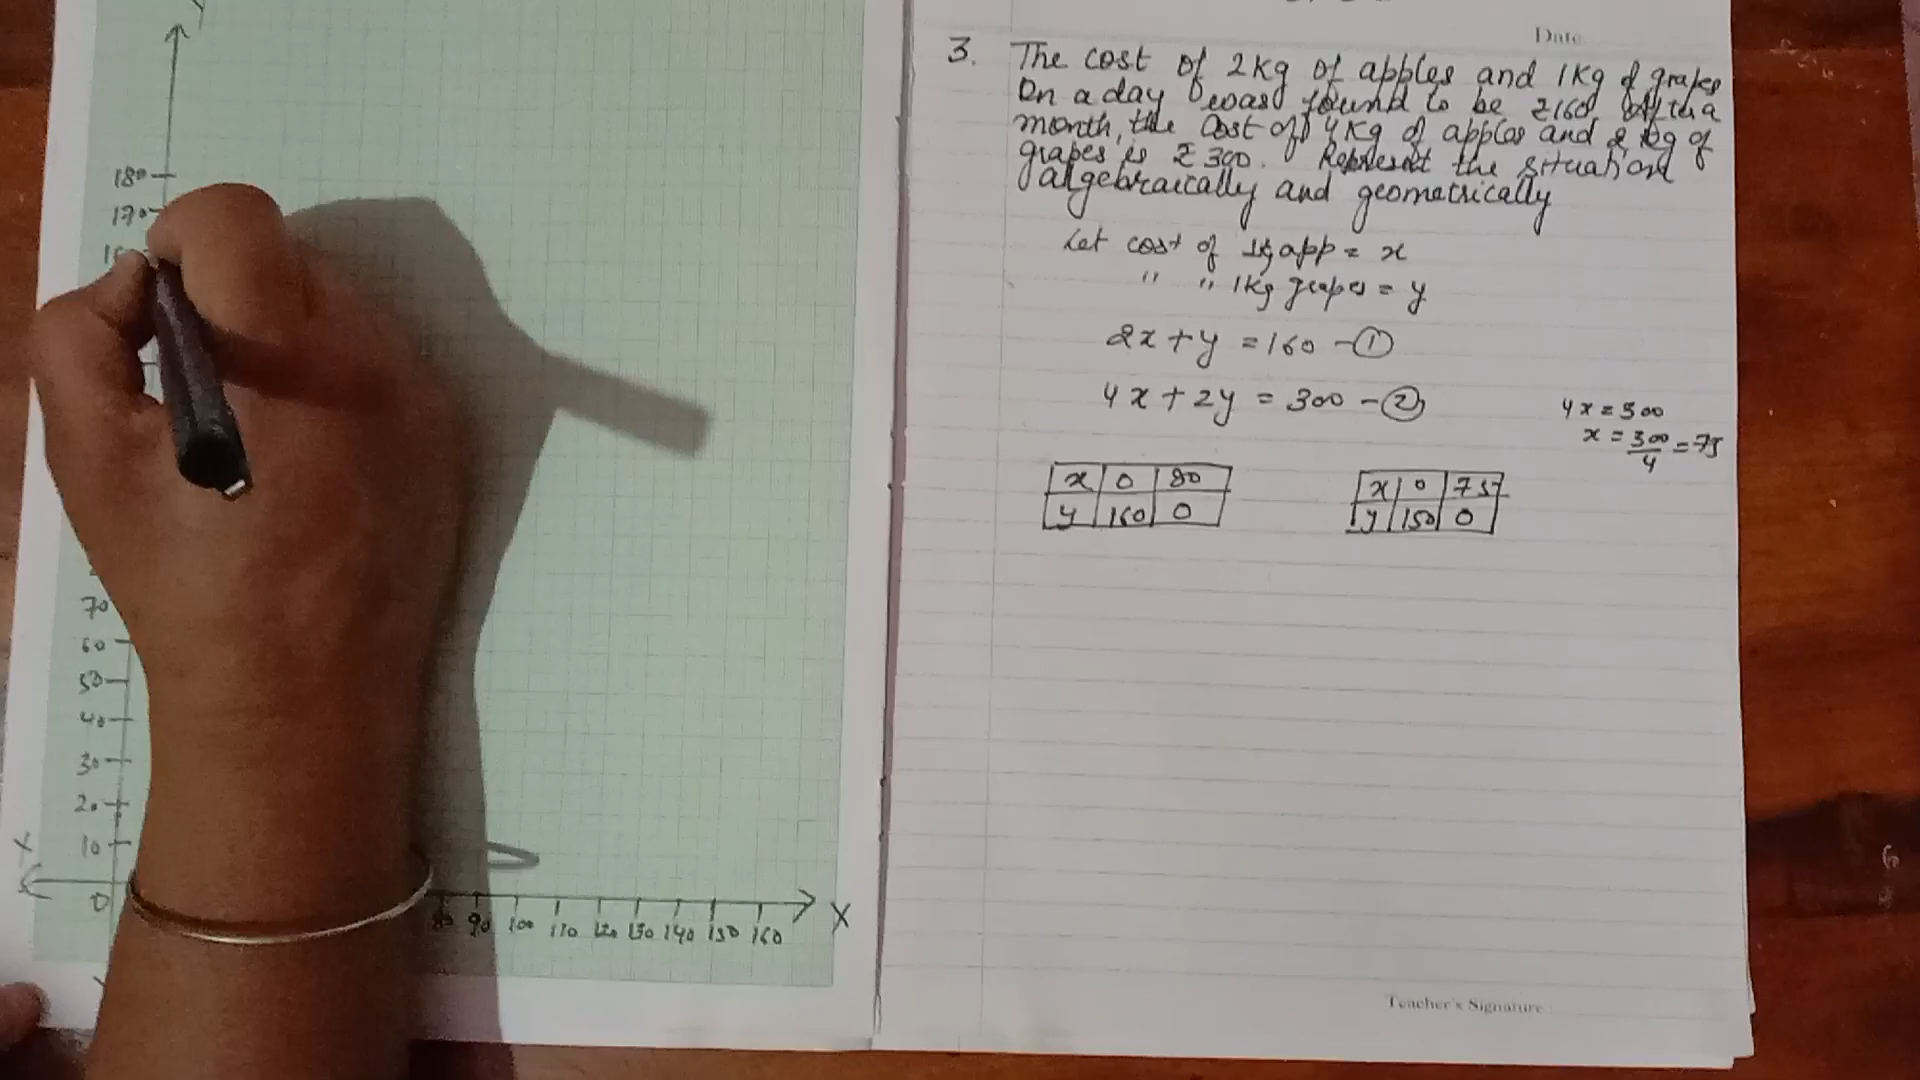 Y
180
170
70
60
50
40
30
20
10
X
0
80 90 100 110 120 130 140 150 160
X
Date
3. The cost of 2kg of apples and 1kg of grapes
on a day was found to be ₹160. After a
month, the cost of 4kg of apples and 2 kg of
grapes is ₹ 300. Represent the situation
algebraically and geometrically
Let cost of 1kg app = x
" " 1kg grapes = y
2x + y = 160 - ①
4x + 2y = 300 - ②
4x = 300
x = 300/4 = 75
x 0 80
y 160 0
x 0 75
y 150 0
Teacher's Signature